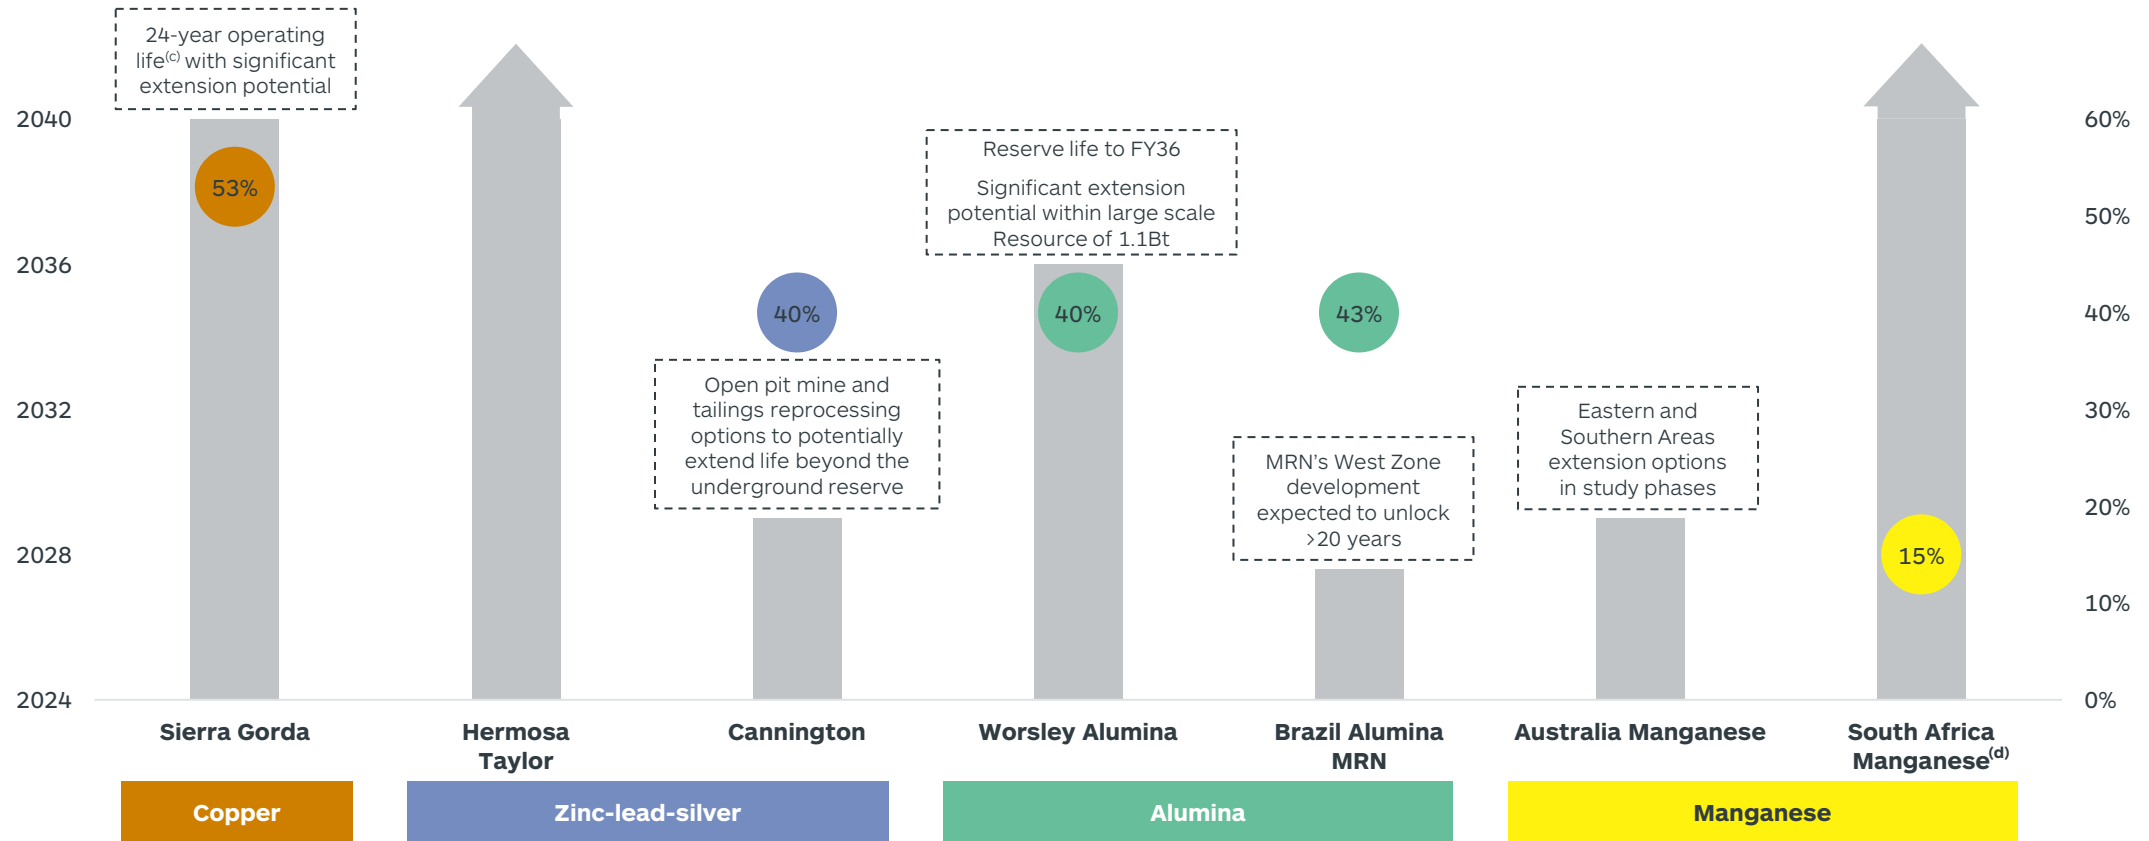 24-year operating
life(c) with significant
extension potential
2040
2036
2032
2028
2024
53%
40%
Open pit mine and
tailings reprocessing
options to potentially
extend life beyond the
underground reserve
Reserve life to FY36
Significant extension
potential within large scale
Resource of 1.1Bt
40%
43%
MRN's West Zone
development
expected to unlock
>20 years
Eastern and
Southern Areas
extension options
in study phases
15%
60%
50%
40%
30%
20%
10%
0%
Sierra Gorda
Hermosa
Taylor
Cannington
Worsley Alumina
Brazil Alumina
MRN
Australia Manganese
South Africa
Manganese(d)
Copper
Zinc-lead-silver
Alumina
Manganese